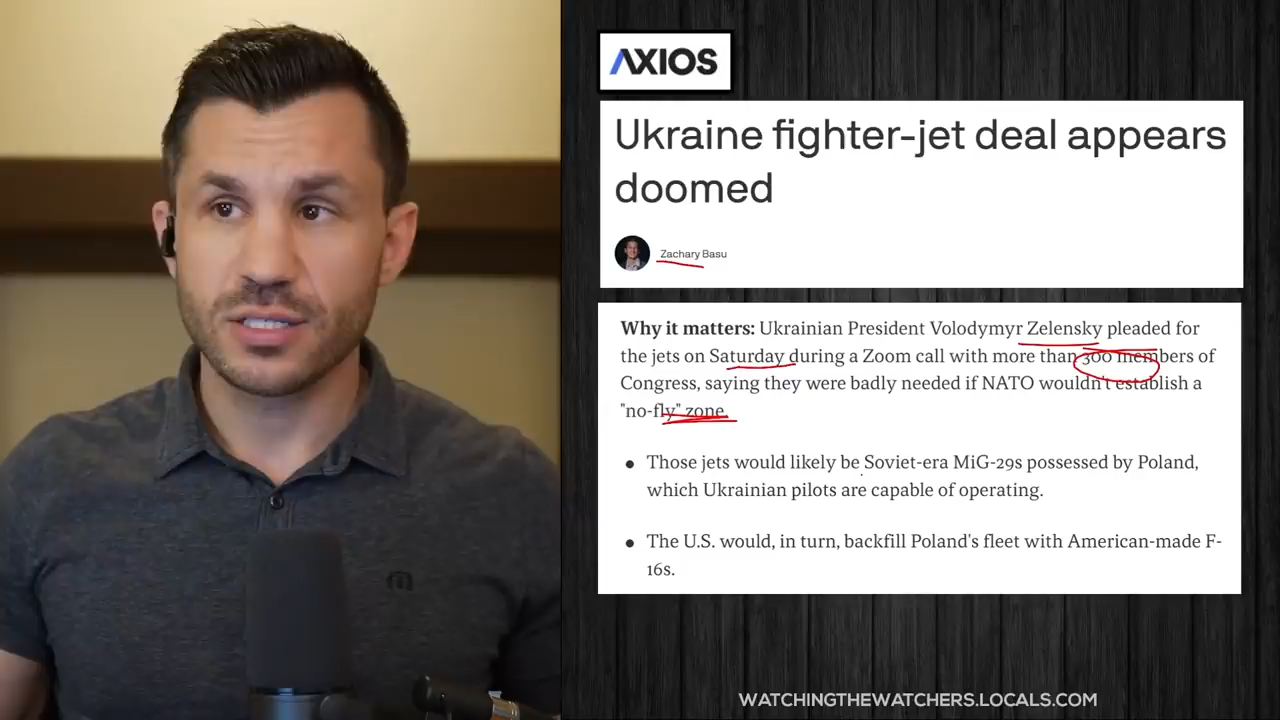 AXIOS
Ukraine fighter-jet deal appears
doomed
Zachary Basu
Why it matters: Ukrainian President Volodymyr Zelensky pleaded for
the jets on Saturday during a Zoom call with more than 300 members of
Congress, saying they were badly needed if NATO wouldn't establish a
"no-fly" zone.
● Those jets would likely be Soviet-era MiG-29s possessed by Poland,
which Ukrainian pilots are capable of operating.
● The U.S. would, in turn, backfill Poland's fleet with American-made F-
16s.
WATCHINGTHEWATCHERS.LOCALS.COM